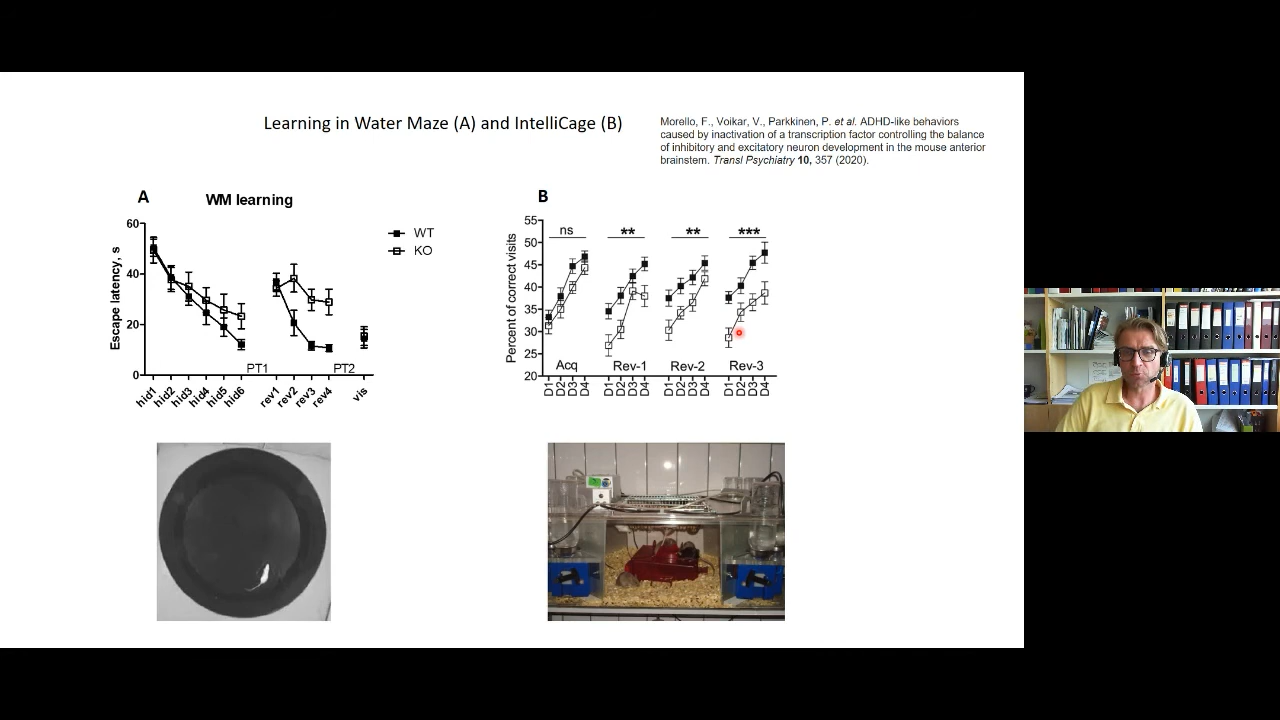 Learning in Water Maze (A) and IntelliCage (B)
Morello, F., Voikar, V., Parkkinen, P. et al. ADHD-like behaviors
caused by inactivation of a transcription factor controlling the balance
of inhibitory and excitatory neuron development in the mouse anterior
brainstem. Transl Psychiatry 10, 357 (2020).
A
WM learning
60
40
20
0
Escape latency, s
WT
KO
PT1
PT2
hid1 hid2 hid3 hid4 hid5 hid6 rev1 rev2 rev3 rev4 vis
B
55
50
45
40
35
30
25
20
Percent of correct visits
ns ** ** ***
Acq Rev-1 Rev-2 Rev-3
D1 D2 D3 D4 D1 D2 D3 D4 D1 D2 D3 D4 D1 D2 D3 D4